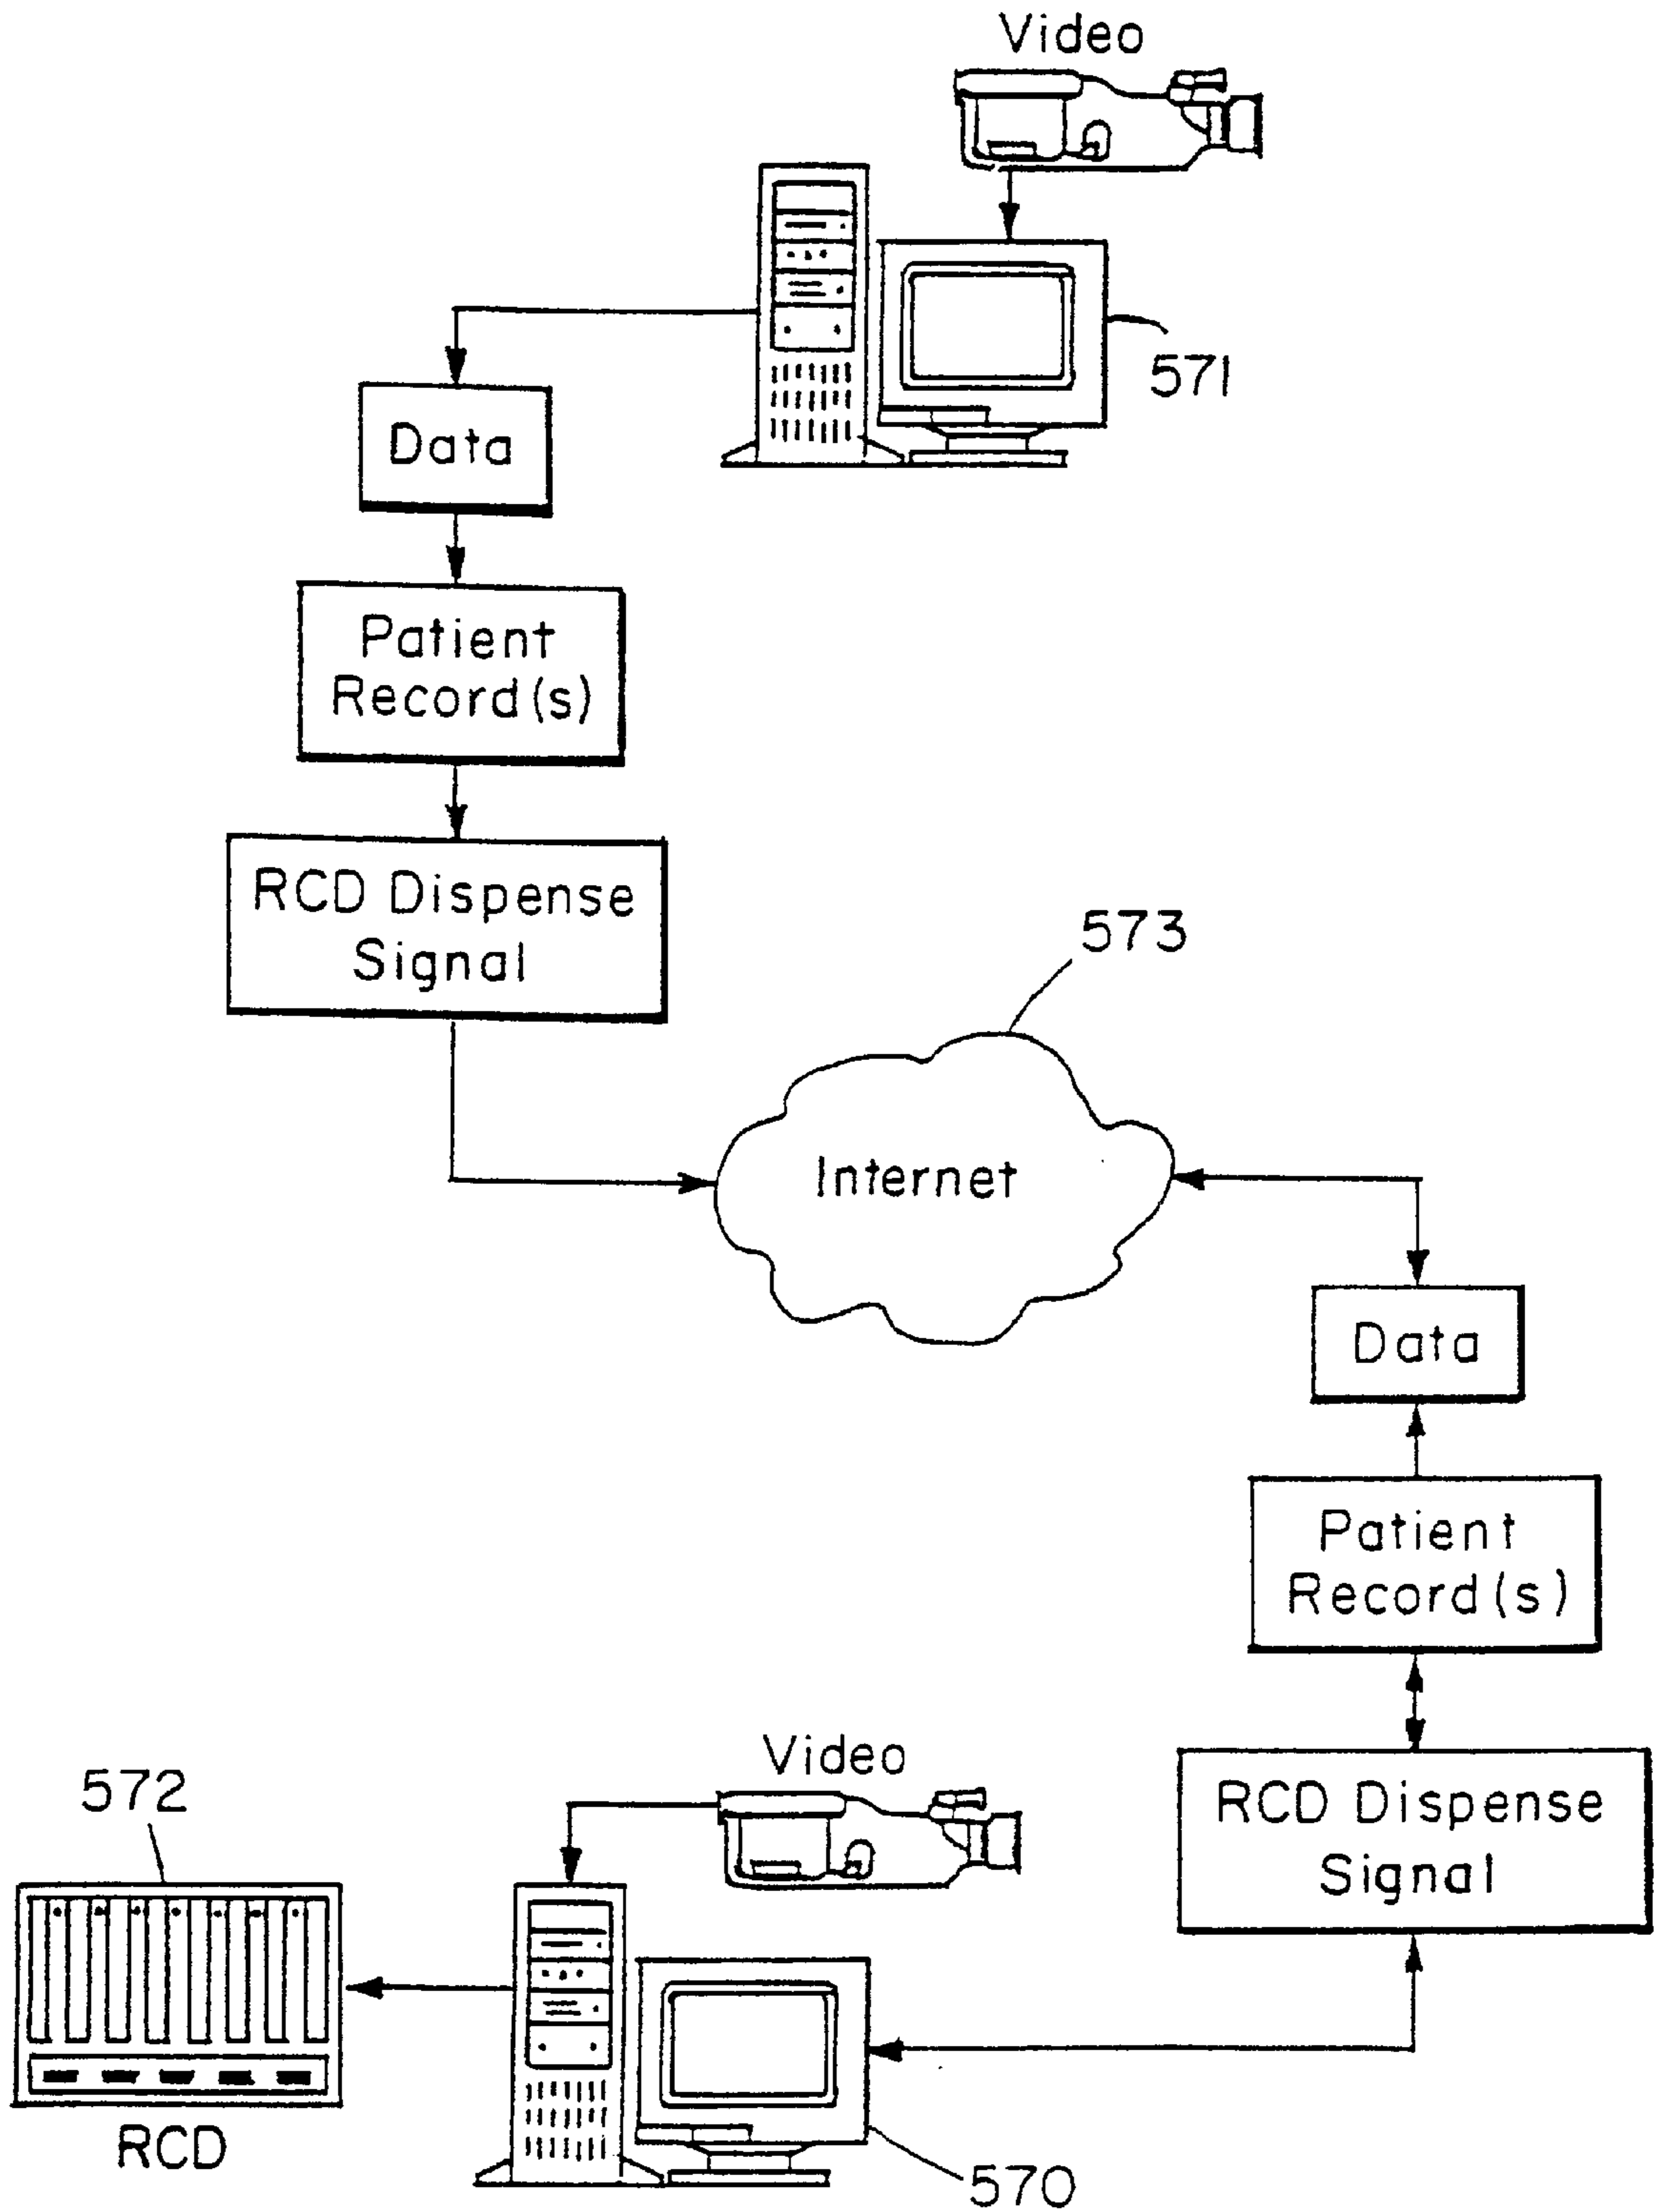 Video
571
Data
Patient
Record(s)
RCD Dispense
Signal
573
Internet
Data
Patient
Record(s)
Video
RCD Dispense
Signal
572
RCD
570